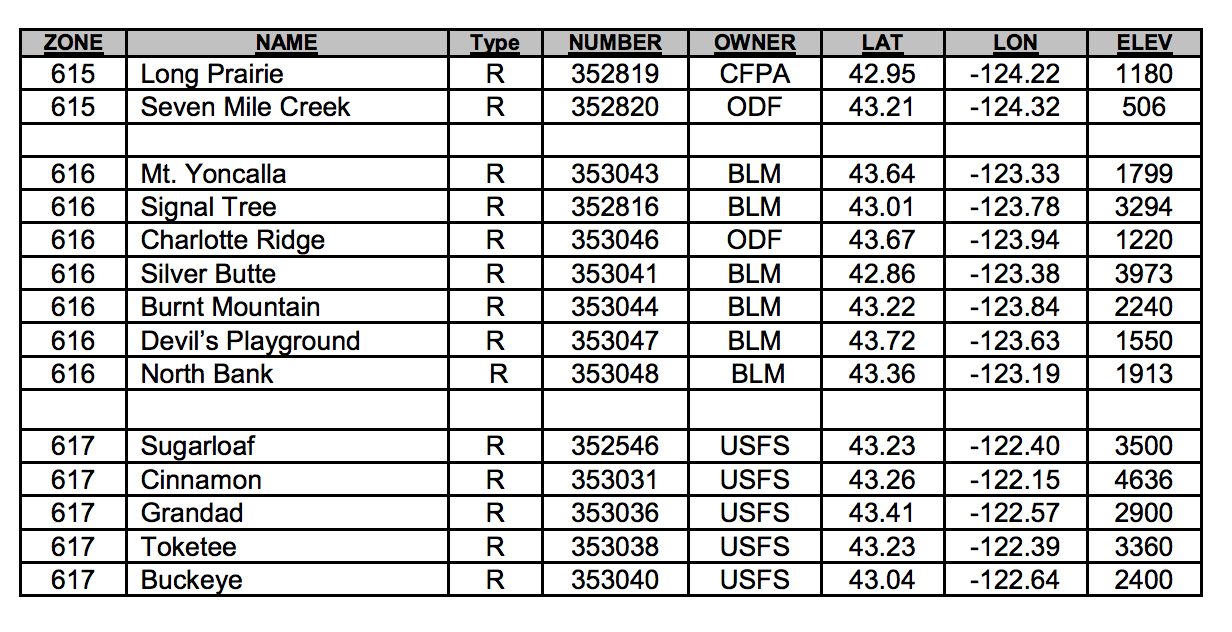 ZONE NAME Type NUMBER OWNER LAT LON ELEV
615 Long Prairie R 352819 CFPA 42.95 -124.22 1180
615 Seven Mile Creek R 352820 ODF 43.21 -124.32 506
616 Mt. Yoncalla R 353043 BLM 43.64 -123.33 1799
616 Signal Tree R 352816 BLM 43.01 -123.78 3294
616 Charlotte Ridge R 353046 ODF 43.67 -123.94 1220
616 Silver Butte R 353041 BLM 42.86 -123.38 3973
616 Burnt Mountain R 353044 BLM 43.22 -123.84 2240
616 Devil’s Playground R 353047 BLM 43.72 -123.63 1550
616 North Bank R 353048 BLM 43.36 -123.19 1913
617 Sugarloaf R 352546 USFS 43.23 -122.40 3500
617 Cinnamon R 353031 USFS 43.26 -122.15 4636
617 Grandad R 353036 USFS 43.41 -122.57 2900
617 Toketee R 353038 USFS 43.23 -122.39 3360
617 Buckeye R 353040 USFS 43.04 -122.64 2400